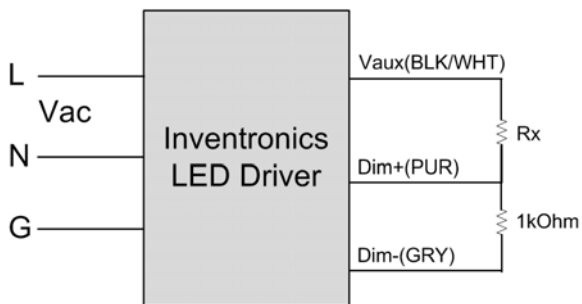 L
Vac
N
G
Inventronics
LED Driver
Vaux(BLK/WHT)
Rx
Dim+(PUR)
1kOhm
Dim-(GRY)